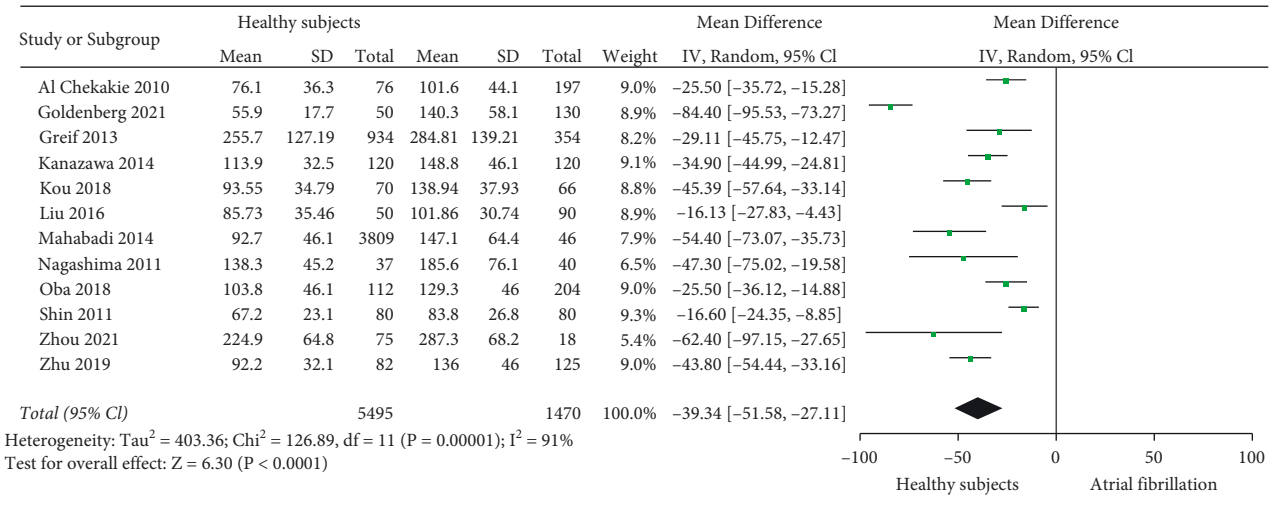 Study or Subgroup Healthy subjects Mean Difference Mean Difference
Mean SD Total Mean SD Total Weight IV, Random, 95% Cl IV, Random, 95% Cl
Al Chekakie 2010 76.1 36.3 76 101.6 44.1 197 9.0% −25.50 [−35.72, −15.28]
Goldenberg 2021 55.9 17.7 50 140.3 58.1 130 8.9% −84.40 [−95.53, −73.27]
Greif 2013 255.7 127.19 934 284.81 139.21 354 8.2% −29.11 [−45.75, −12.47]
Kanazawa 2014 113.9 32.5 120 148.8 46.1 120 9.1% −34.90 [−44.99, −24.81]
Kou 2018 93.55 34.79 70 138.94 37.93 66 8.8% −45.39 [−57.64, −33.14]
Liu 2016 85.73 35.46 50 101.86 30.74 90 8.9% −16.13 [−27.83, −4.43]
Mahabadi 2014 92.7 46.1 3809 147.1 64.4 46 7.9% −54.40 [−73.07, −35.73]
Nagashima 2011 138.3 45.2 37 185.6 76.1 40 6.5% −47.30 [−75.02, −19.58]
Oba 2018 103.8 46.1 112 129.3 46 204 9.0% −25.50 [−36.12, −14.88]
Shin 2011 67.2 23.1 80 83.8 26.8 80 9.3% −16.60 [−24.35, −8.85]
Zhou 2021 224.9 64.8 75 287.3 68.2 18 5.4% −62.40 [−97.15, −27.65]
Zhu 2019 92.2 32.1 82 136 46 125 9.0% −43.80 [−54.44, −33.16]
Total (95% Cl) 5495 1470 100.0% −39.34 [−51.58, −27.11]
Heterogeneity: Tau² = 403.36; Chi² = 126.89, df = 11 (P = 0.00001); I² = 91%
Test for overall effect: Z = 6.30 (P < 0.0001)
−100 −50 0 50 100
Healthy subjects Atrial fibrillation